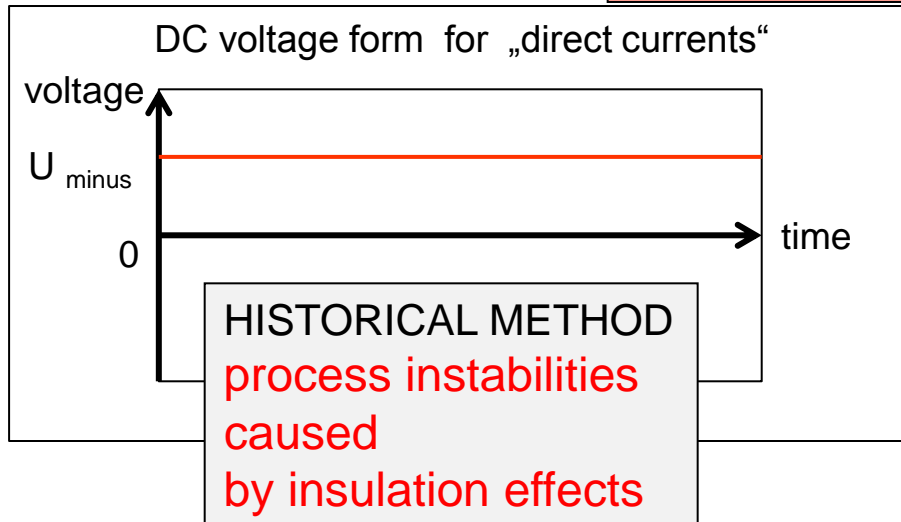 DC voltage form for „direct currents“
voltage
U minus
0
time
HISTORICAL METHOD
process instabilities
caused
by insulation effects